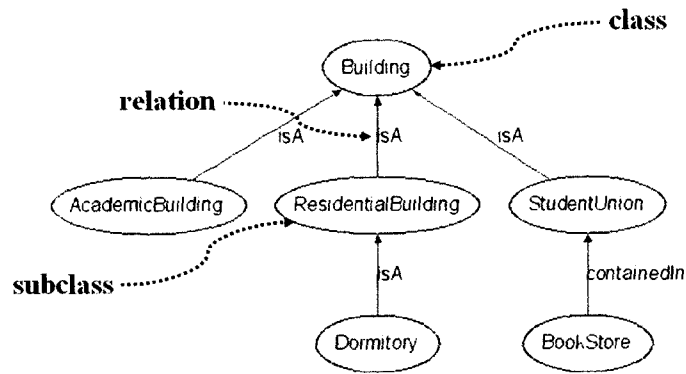 class
Building
relation
isA
isA
isA
AcademicBuilding
ResidentialBuilding
StudentUnion
subclass
isA
containedIn
Dormitory
BookStore